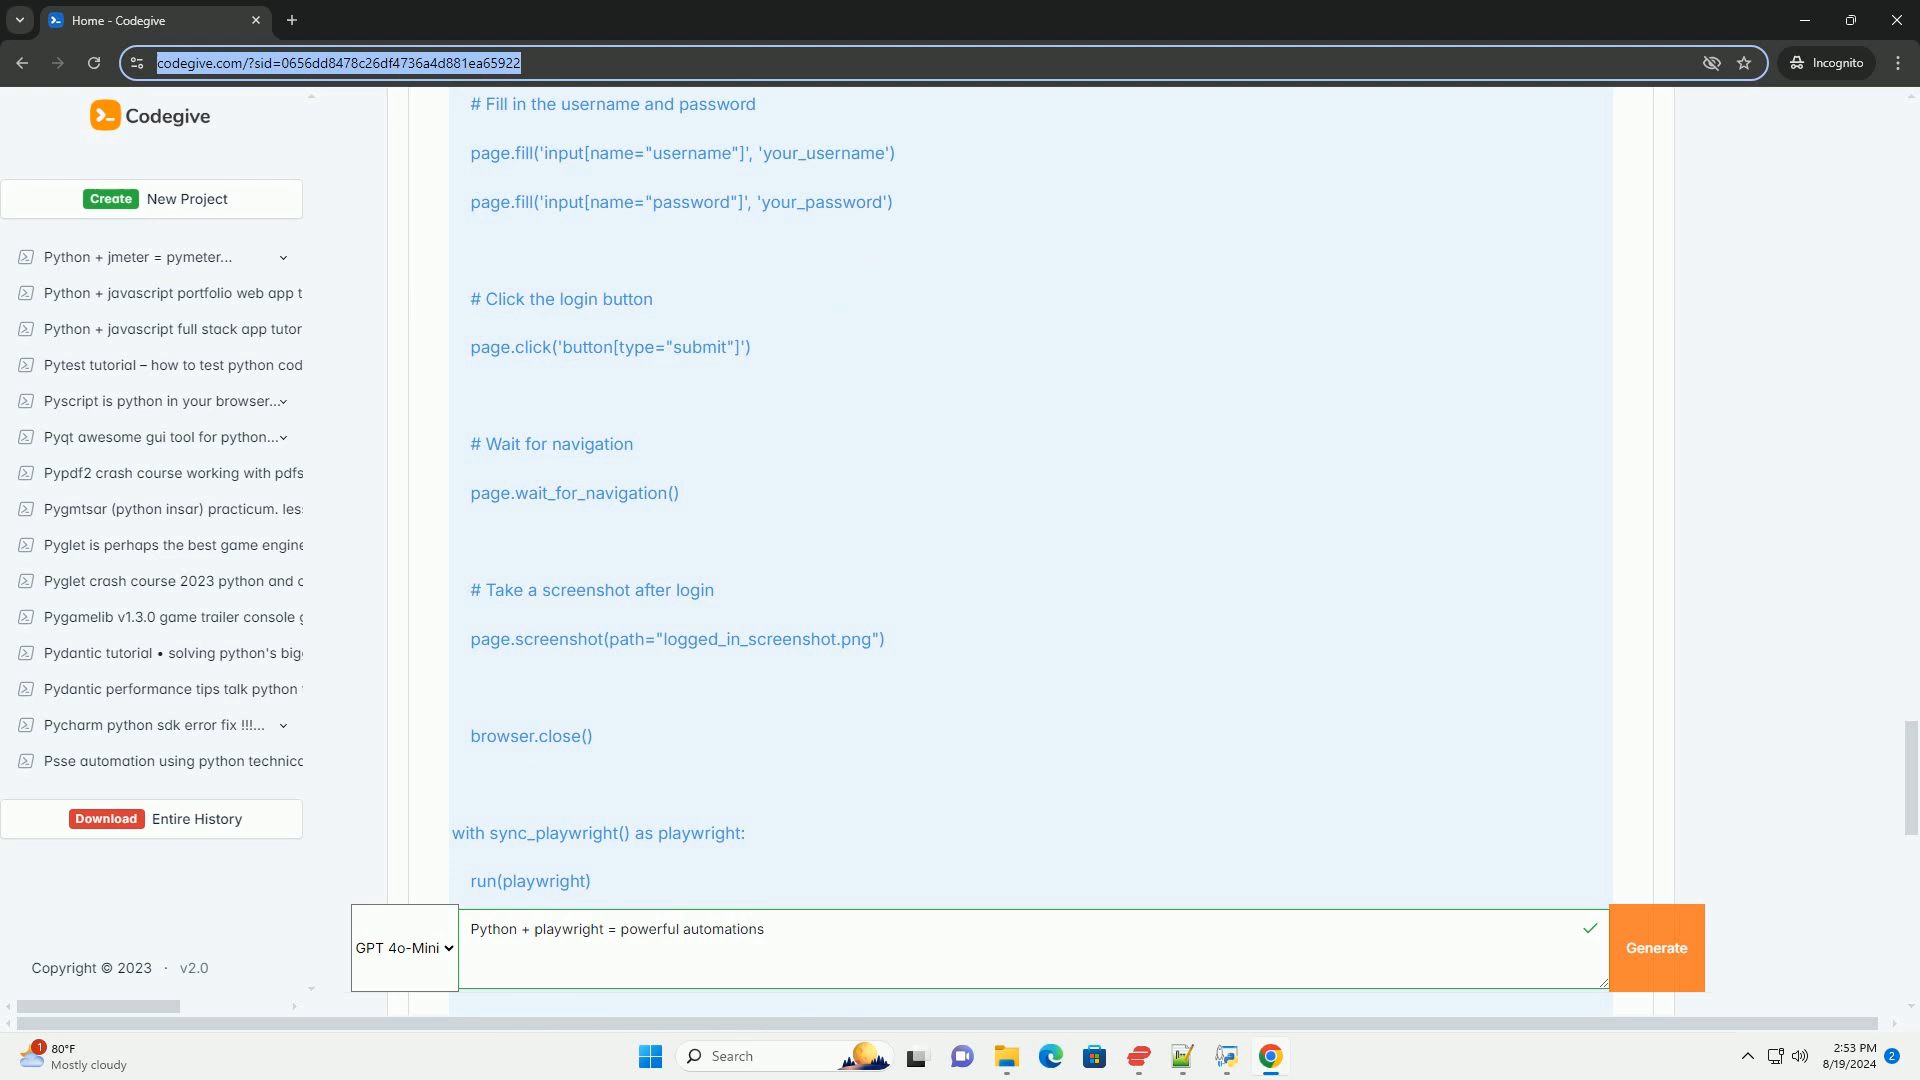 Home - Codegive
codegive.com/?sid=0656dd8478c26df4736a4d881ea65922
Incognito
Codegive
Create New Project
Python + jmeter = pymeter...
Python + javascript portfolio web app t
Python + javascript full stack app tutor
Pytest tutorial – how to test python cod
Pyscript is python in your browser...
Pyqt awesome gui tool for python...
Pypdf2 crash course working with pdfs
Pygmtsar (python insar) practicum. les
Pyglet is perhaps the best game engine
Pyglet crash course 2023 python and c
Pygamelib v1.3.0 game trailer console g
Pydantic tutorial • solving python's big
Pydantic performance tips talk python
Pycharm python sdk error fix !!!...
Psse automation using python technic
Download Entire History
Copyright © 2023 · v2.0
# Fill in the username and password
page.fill('input[name="username"]', 'your_username')
page.fill('input[name="password"]', 'your_password')
# Click the login button
page.click('button[type="submit"]')
# Wait for navigation
page.wait_for_navigation()
# Take a screenshot after login
page.screenshot(path="logged_in_screenshot.png")
browser.close()
with sync_playwright() as playwright:
run(playwright)
GPT 4o-Mini
Python + playwright = powerful automations
Generate
1
80°F
Mostly cloudy
Search
2:53 PM
8/19/2024
2